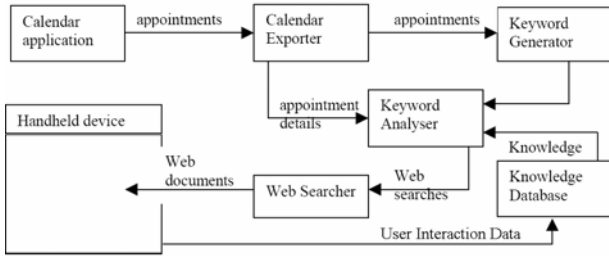 Calendar
application
appointments
Calendar
Exporter
appointments
Keyword
Generator
appointment
details
Keyword
Analyser
Handheld device
Knowledge
Web
documents
Web Searcher
Web
searches
Knowledge
Database
User Interaction Data